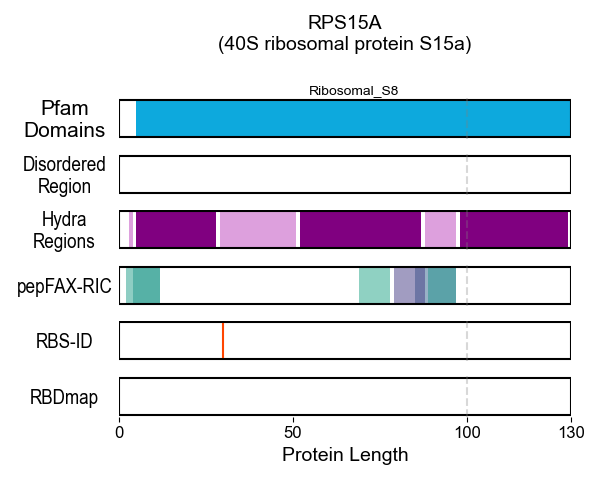 RPS15A
(40S ribosomal protein S15a)
Ribosomal_S8
Pfam
Domains
Disordered
Region
Hydra
Regions
pepFAX-RIC
RBS-ID
RBDmap
0 50 100 130
Protein Length